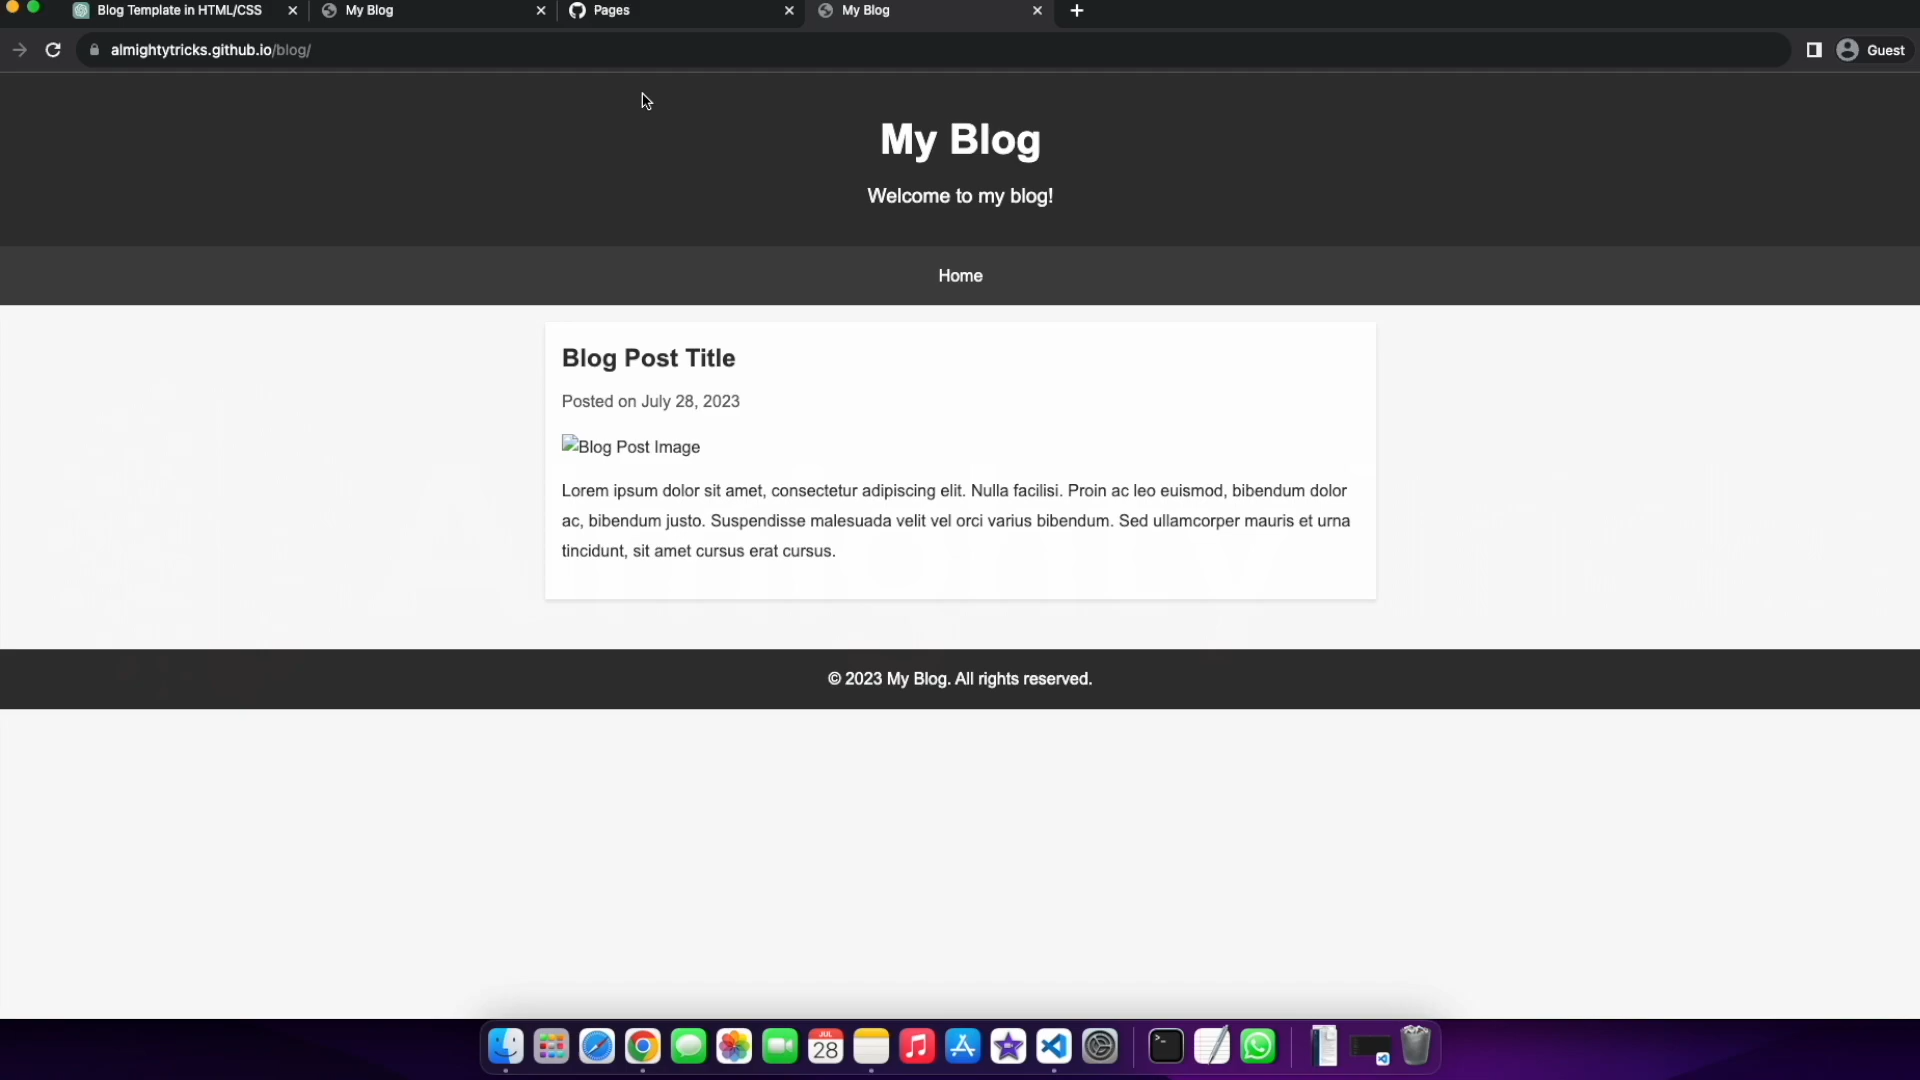 Blog Template in HTML/CSS
My Blog
Pages
My Blog
almightytricks.github.io/blog/
Guest
My Blog
Welcome to my blog!
Home
Blog Post Title
Posted on July 28, 2023
Blog Post Image
Lorem ipsum dolor sit amet, consectetur adipiscing elit. Nulla facilisi. Proin ac leo euismod, bibendum dolor
ac, bibendum justo. Suspendisse malesuada velit vel orci varius bibendum. Sed ullamcorper mauris et urna
tincidunt, sit amet cursus erat cursus.
© 2023 My Blog. All rights reserved.
JUL
28